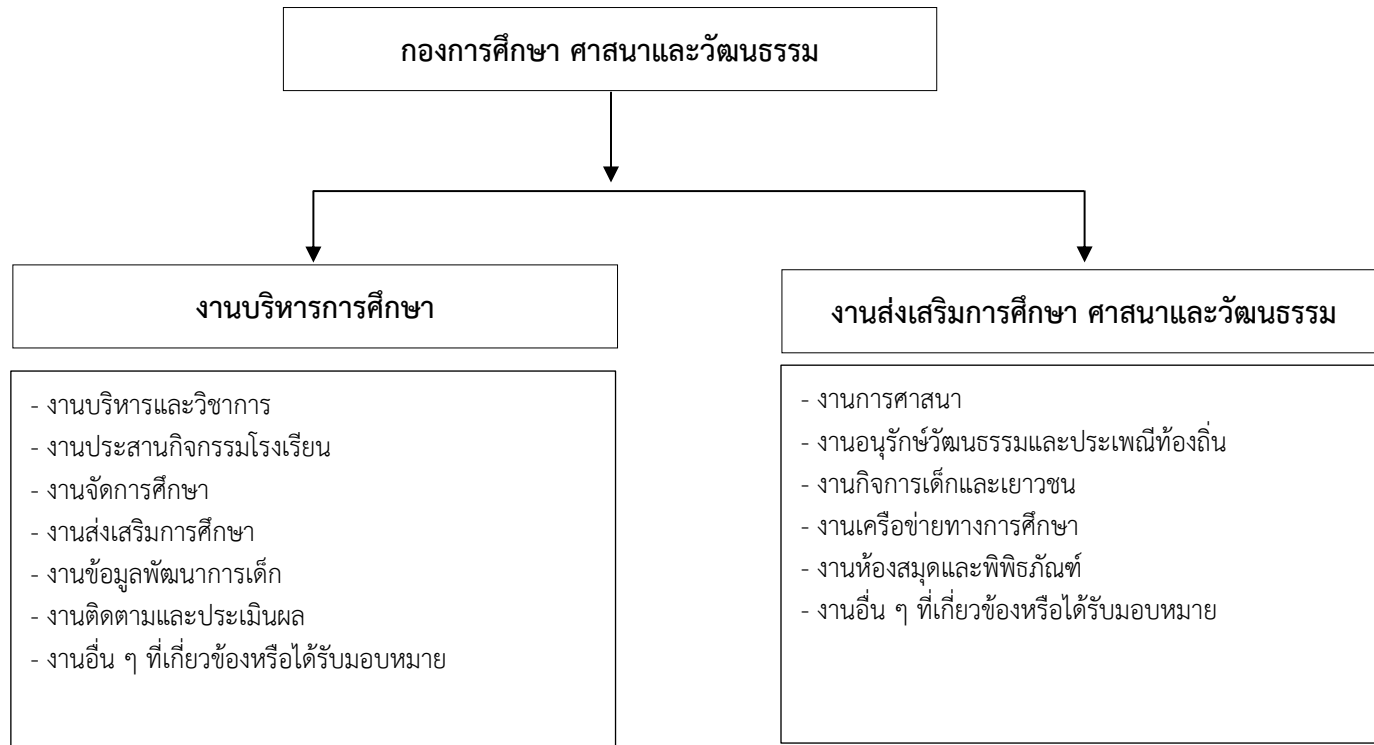 กองการศึกษา ศาสนาและวัฒนธรรม
งานบริหารการศึกษา
- งานบริหารและวิชาการ
- งานประสานกิจกรรมโรงเรียน
- งานจัดการศึกษา
- งานส่งเสริมการศึกษา
- งานข้อมูลพัฒนาการเด็ก
- งานติดตามและประเมินผล
- งานอื่น ๆ ที่เกี่ยวข้องหรือได้รับมอบหมาย
งานส่งเสริมการศึกษา ศาสนาและวัฒนธรรม
- งานการศาสนา
- งานอนุรักษ์วัฒนธรรมและประเพณีท้องถิ่น
- งานกิจการเด็กและเยาวชน
- งานเครือข่ายทางการศึกษา
- งานห้องสมุดและพิพิธภัณฑ์
- งานอื่น ๆ ที่เกี่ยวข้องหรือได้รับมอบหมาย